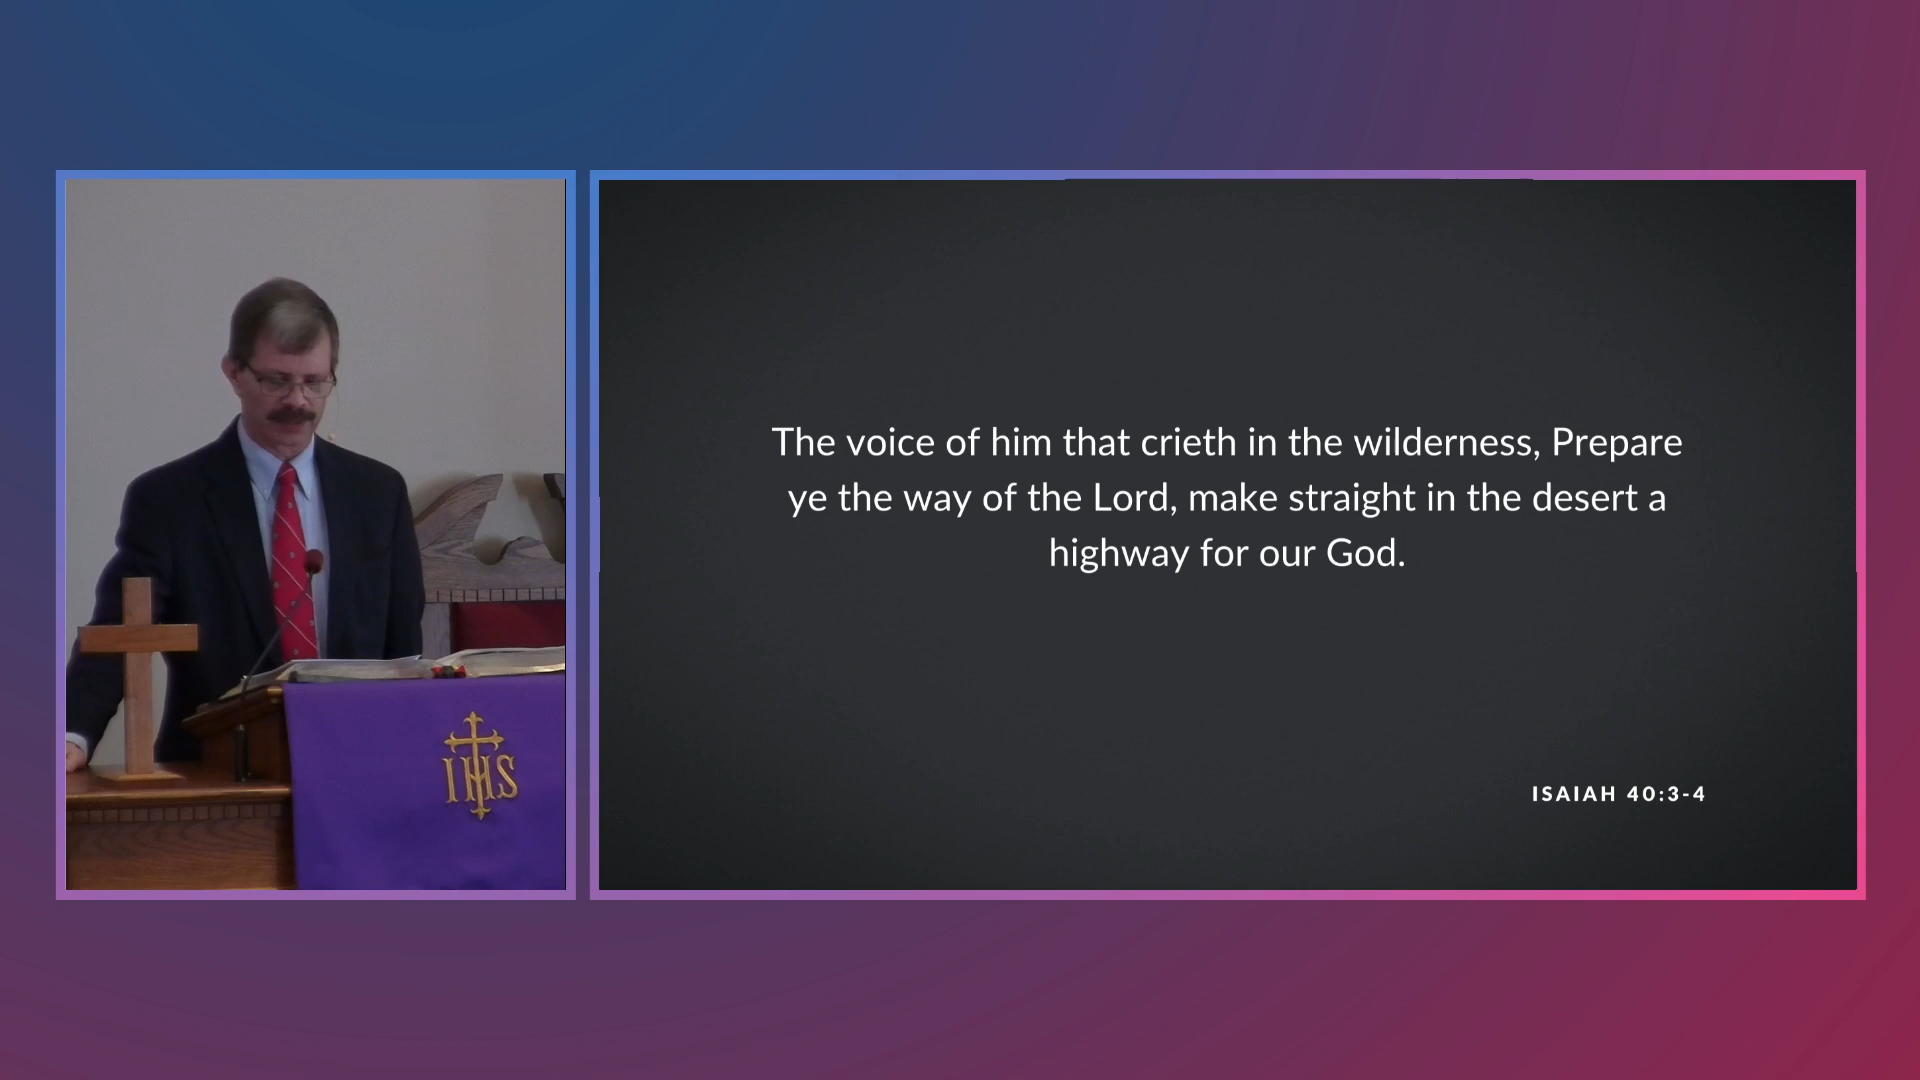 IHS
The voice of him that crieth in the wilderness, Prepare
ye the way of the Lord, make straight in the desert a
highway for our God.
ISAIAH 40:3-4